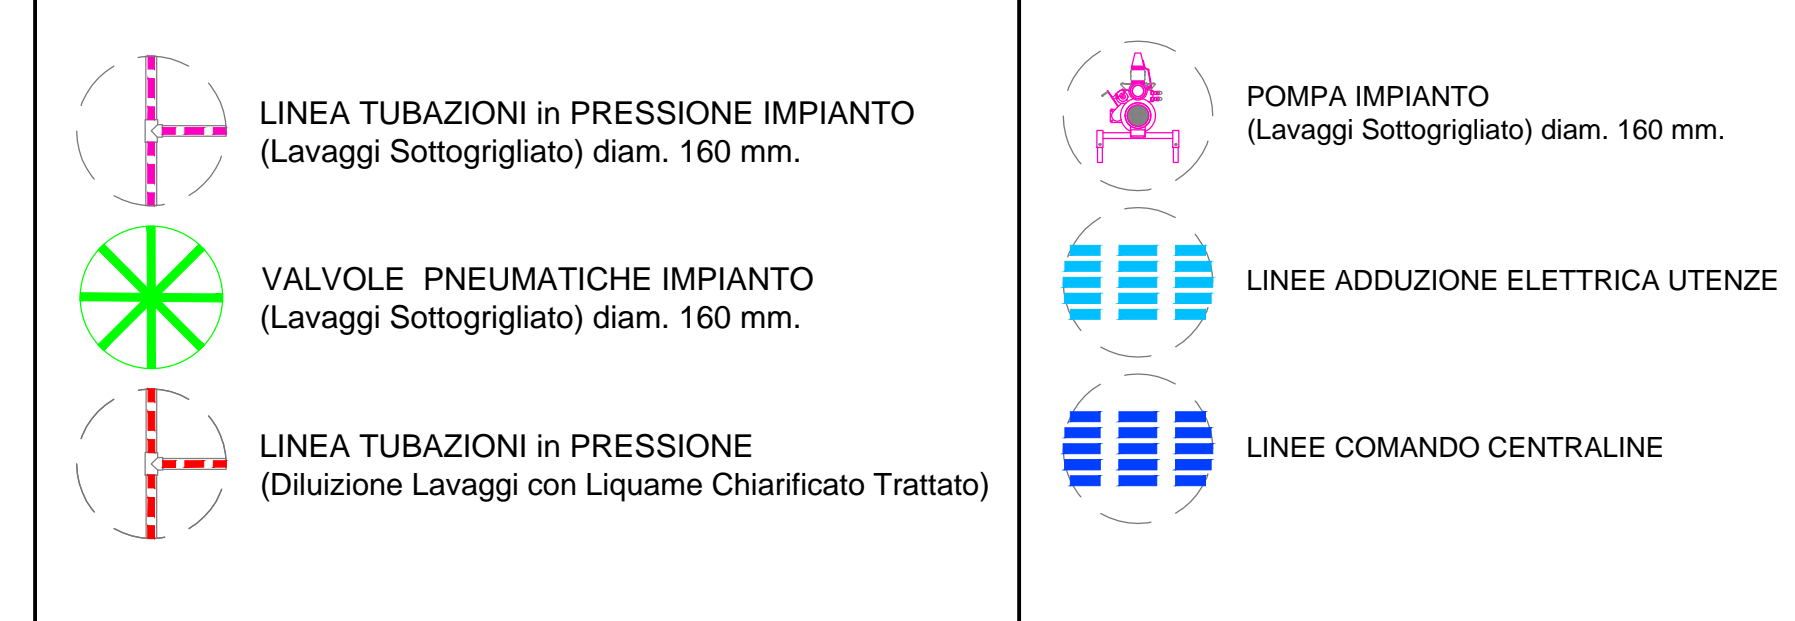 LINEA TUBAZIONI in PRESSIONE IMPIANTO
(Lavaggi Sottogrigliato) diam. 160 mm.
VALVOLE  PNEUMATICHE IMPIANTO
(Lavaggi Sottogrigliato) diam. 160 mm.
LINEA TUBAZIONI in PRESSIONE
(Diluizione Lavaggi con Liquame Chiarificato Trattato)
POMPA IMPIANTO
(Lavaggi Sottogrigliato) diam. 160 mm.
LINEE ADDUZIONE ELETTRICA UTENZE
LINEE COMANDO CENTRALINE